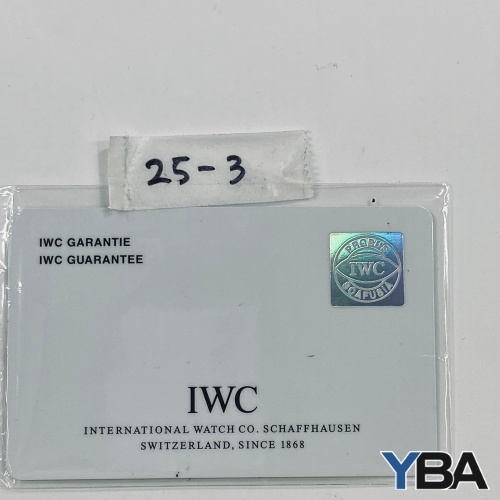 25-3
IWC GARANTIE
IWC GUARANTEE
PROBUS
IWC
SCAFUSIA
IWC
INTERNATIONAL WATCH CO. SCHAFFHAUSEN
SWITZERLAND, SINCE 1868
YBA